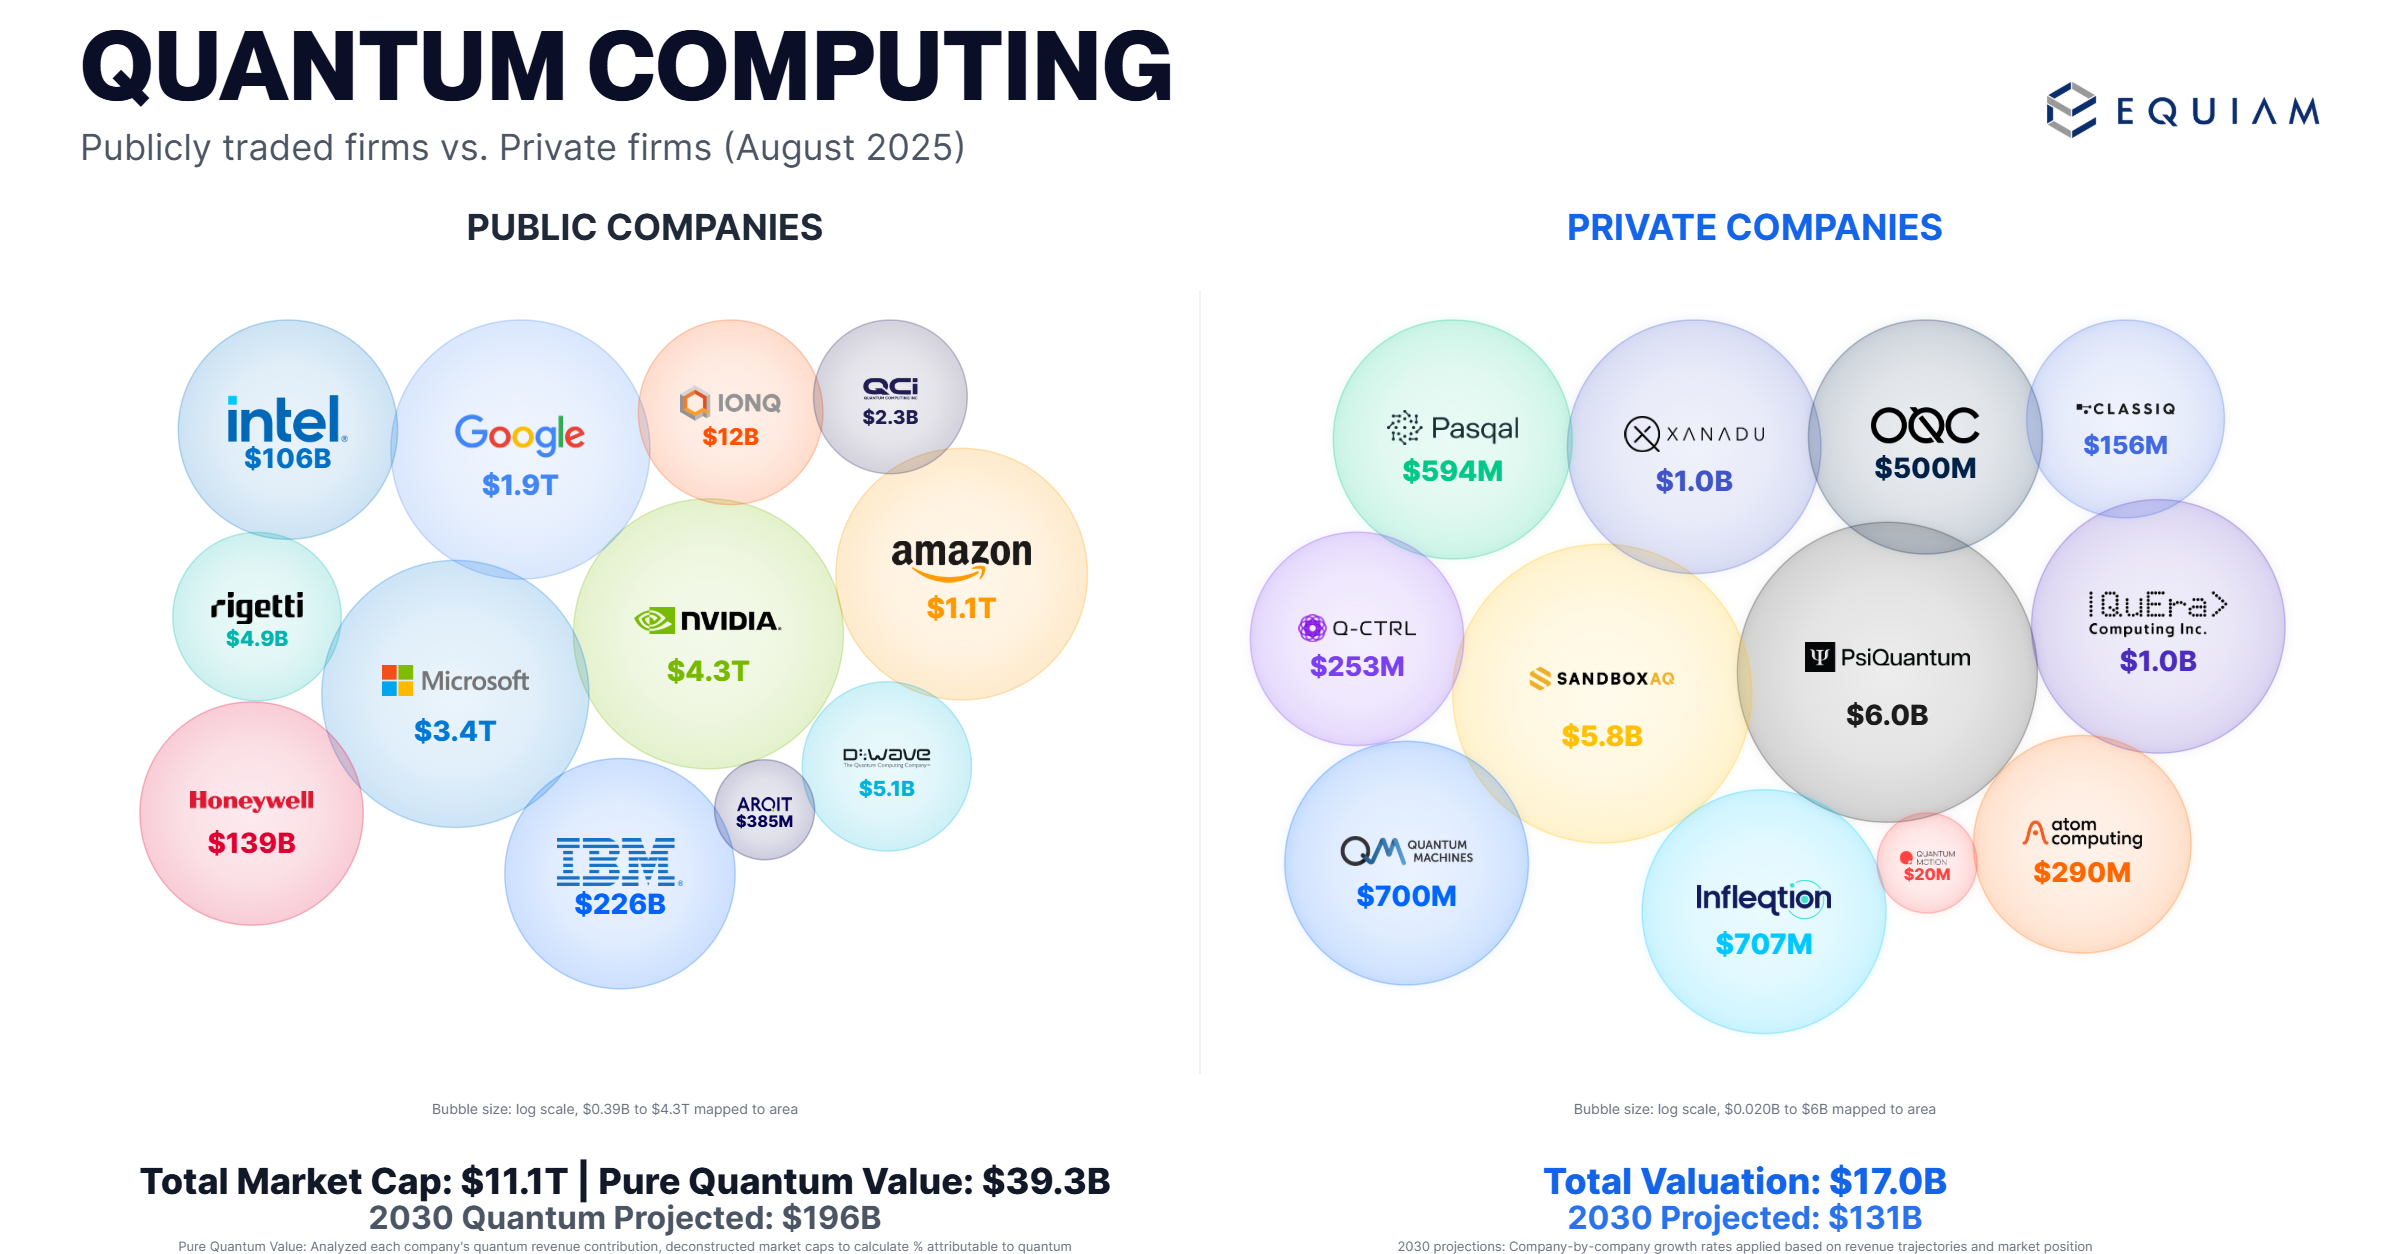 QUANTUM COMPUTING
Publicly traded firms vs. Private firms (August 2025)
EQUIAM
PUBLIC COMPANIES
intel®
$106B
Google
$1.9T
IONQ
$12B
QCi
QUANTUM COMPUTING INC
$2.3B
rigetti
$4.9B
Microsoft
$3.4T
NVIDIA.
$4.3T
amazon
$1.1T
Honeywell
$139B
IBM®
$226B
ARQIT
$385M
D:wave
The Quantum Computing Company™
$5.1B
Bubble size: log scale, $0.39B to $4.3T mapped to area
Total Market Cap: $11.1T | Pure Quantum Value: $39.3B
2030 Quantum Projected: $196B
Pure Quantum Value: Analyzed each company's quantum revenue contribution, deconstructed market caps to calculate % attributable to quantum
PRIVATE COMPANIES
Pasqal
$594M
XANADU
$1.0B
OQC
$500M
CLASSIQ
$156M
Q-CTRL
$253M
SANDBOXAQ
$5.8B
Ψ PsiQuantum
$6.0B
|QuEra>
Computing Inc.
$1.0B
QM QUANTUM
MACHINES
$700M
Infleqtion
$707M
QUANTUM
MOTION
$20M
atom
computing
$290M
Bubble size: log scale, $0.020B to $6B mapped to area
Total Valuation: $17.0B
2030 Projected: $131B
2030 projections: Company-by-company growth rates applied based on revenue trajectories and market position